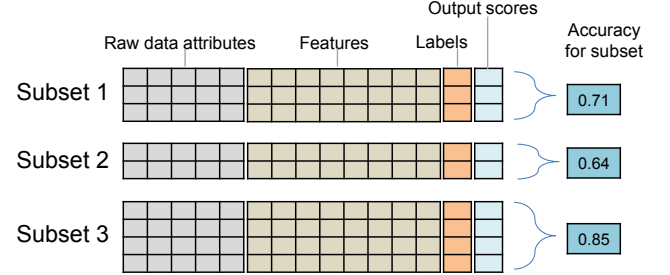 Output scores
Raw data attributes
Features
Labels
Accuracy
for subset
Subset 1
0.71
Subset 2
0.64
Subset 3
0.85